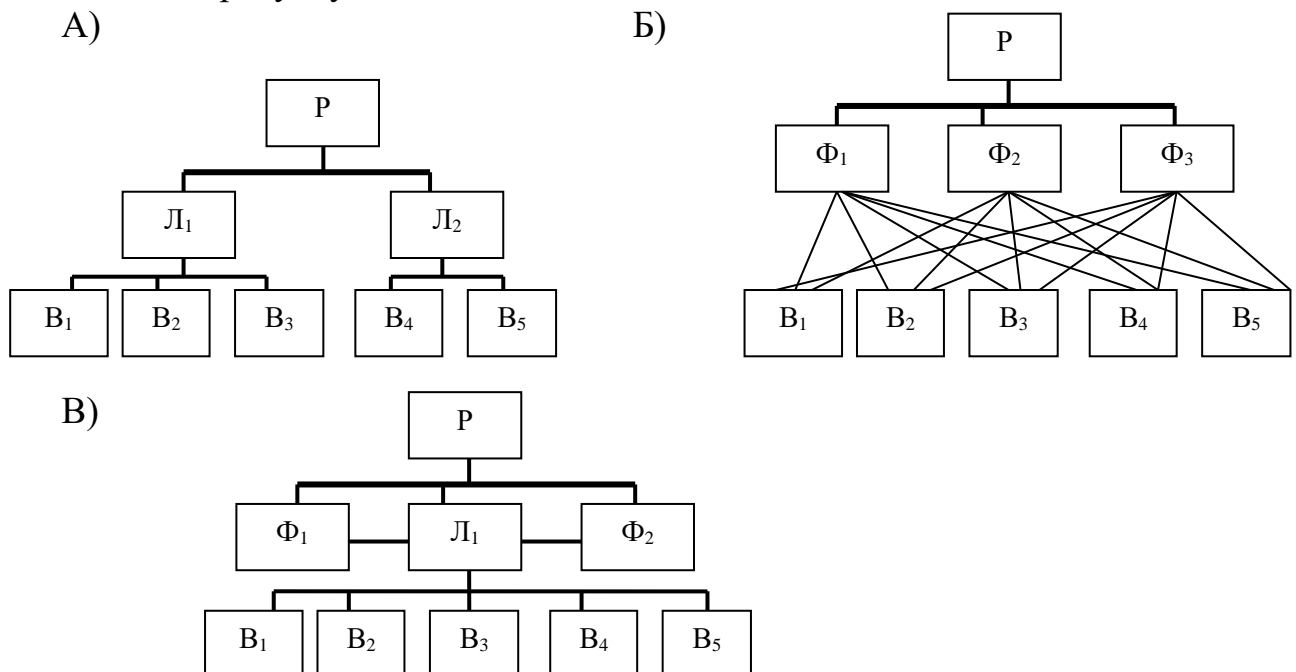 А)
Р
Л₁ Л₂
В₁ В₂ В₃ В₄ В₅
Б)
Р
Ф₁ Ф₂ Ф₃
В₁ В₂ В₃ В₄ В₅
В)
Р
Ф₁ Л₁ Ф₂
В₁ В₂ В₃ В₄ В₅